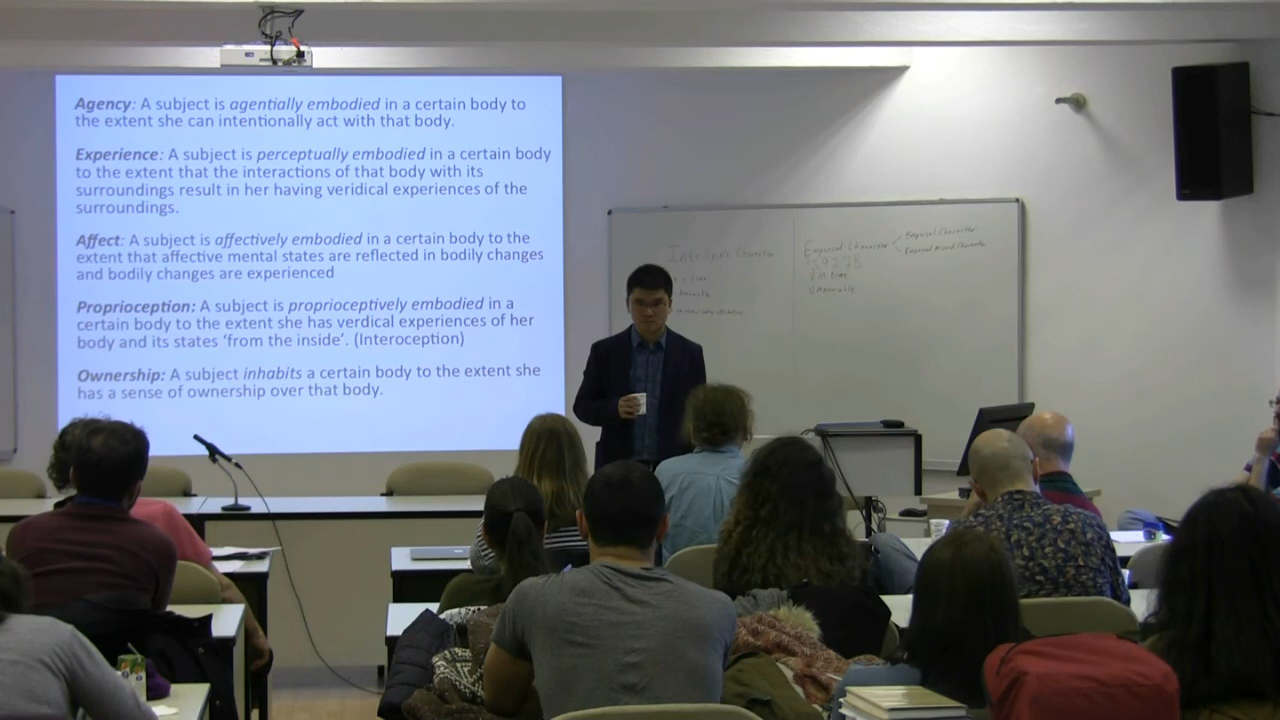 Agency: A subject is agentially embodied in a certain body to
the extent she can intentionally act with that body.
Experience: A subject is perceptually embodied in a certain body
to the extent that the interactions of that body with its
surroundings result in her having veridical experiences of the
surroundings.
Affect: A subject is affectively embodied in a certain body to the
extent that affective mental states are reflected in bodily changes
and bodily changes are experienced
Proprioception: A subject is proprioceptively embodied in a
certain body to the extent she has verdical experiences of her
body and its states ‘from the inside’. (Interoception)
Ownership: A subject inhabits a certain body to the extent she
has a sense of ownership over that body.
Intelligible Character
Empirical Character
Empirical Character